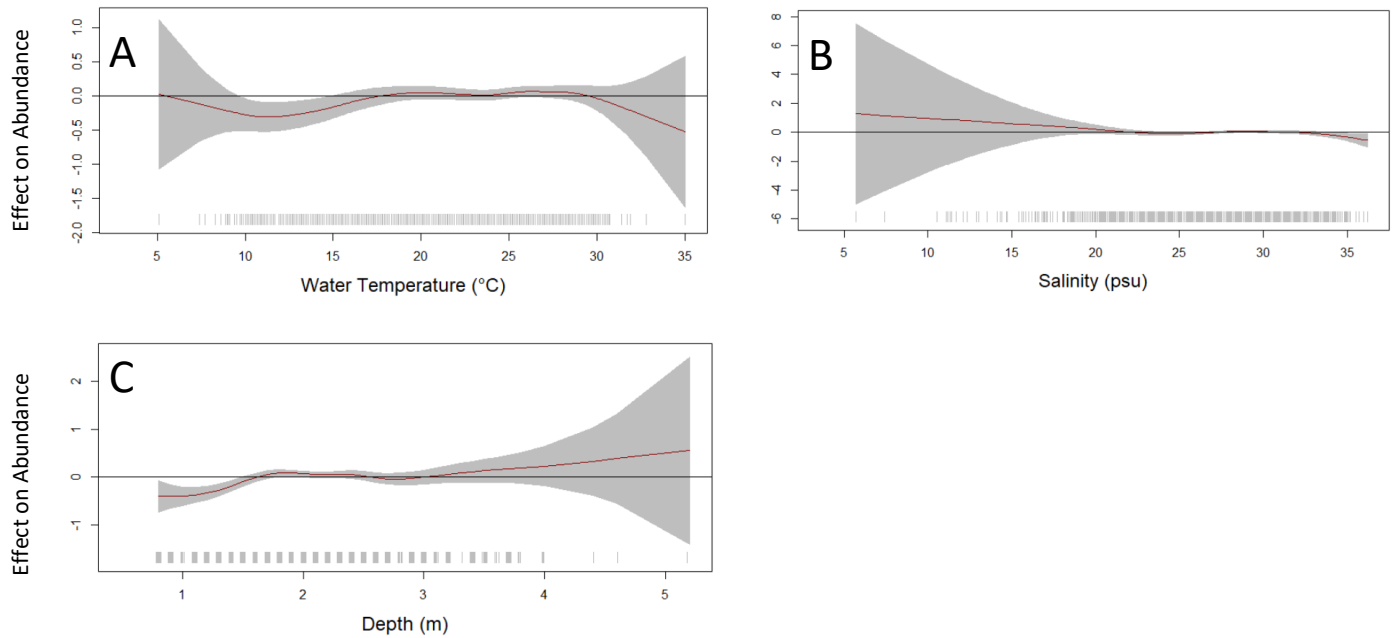 A
Effect on Abundance
1.0
0.5
0.0
-0.5
-1.0
-1.5
-2.0
5 10 15 20 25 30 35
Water Temperature (°C)
B
8
6
4
2
0
-2
-4
-6
5 10 15 20 25 30 35
Salinity (psu)
C
Effect on Abundance
2
1
0
-1
1 2 3 4 5
Depth (m)